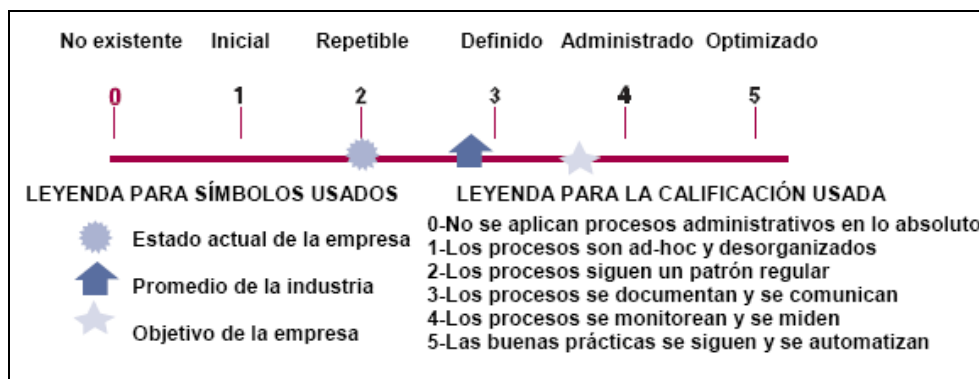 No existente Inicial Repetible Definido Administrado Optimizado
0 1 2 3 4 5
LEYENDA PARA SÍMBOLOS USADOS
Estado actual de la empresa
Promedio de la industria
Objetivo de la empresa
LEYENDA PARA LA CALIFICACIÓN USADA
0-No se aplican procesos administrativos en lo absoluto
1-Los procesos son ad-hoc y desorganizados
2-Los procesos siguen un patrón regular
3-Los procesos se documentan y se comunican
4-Los procesos se monitorean y se miden
5-Las buenas prácticas se siguen y se automatizan